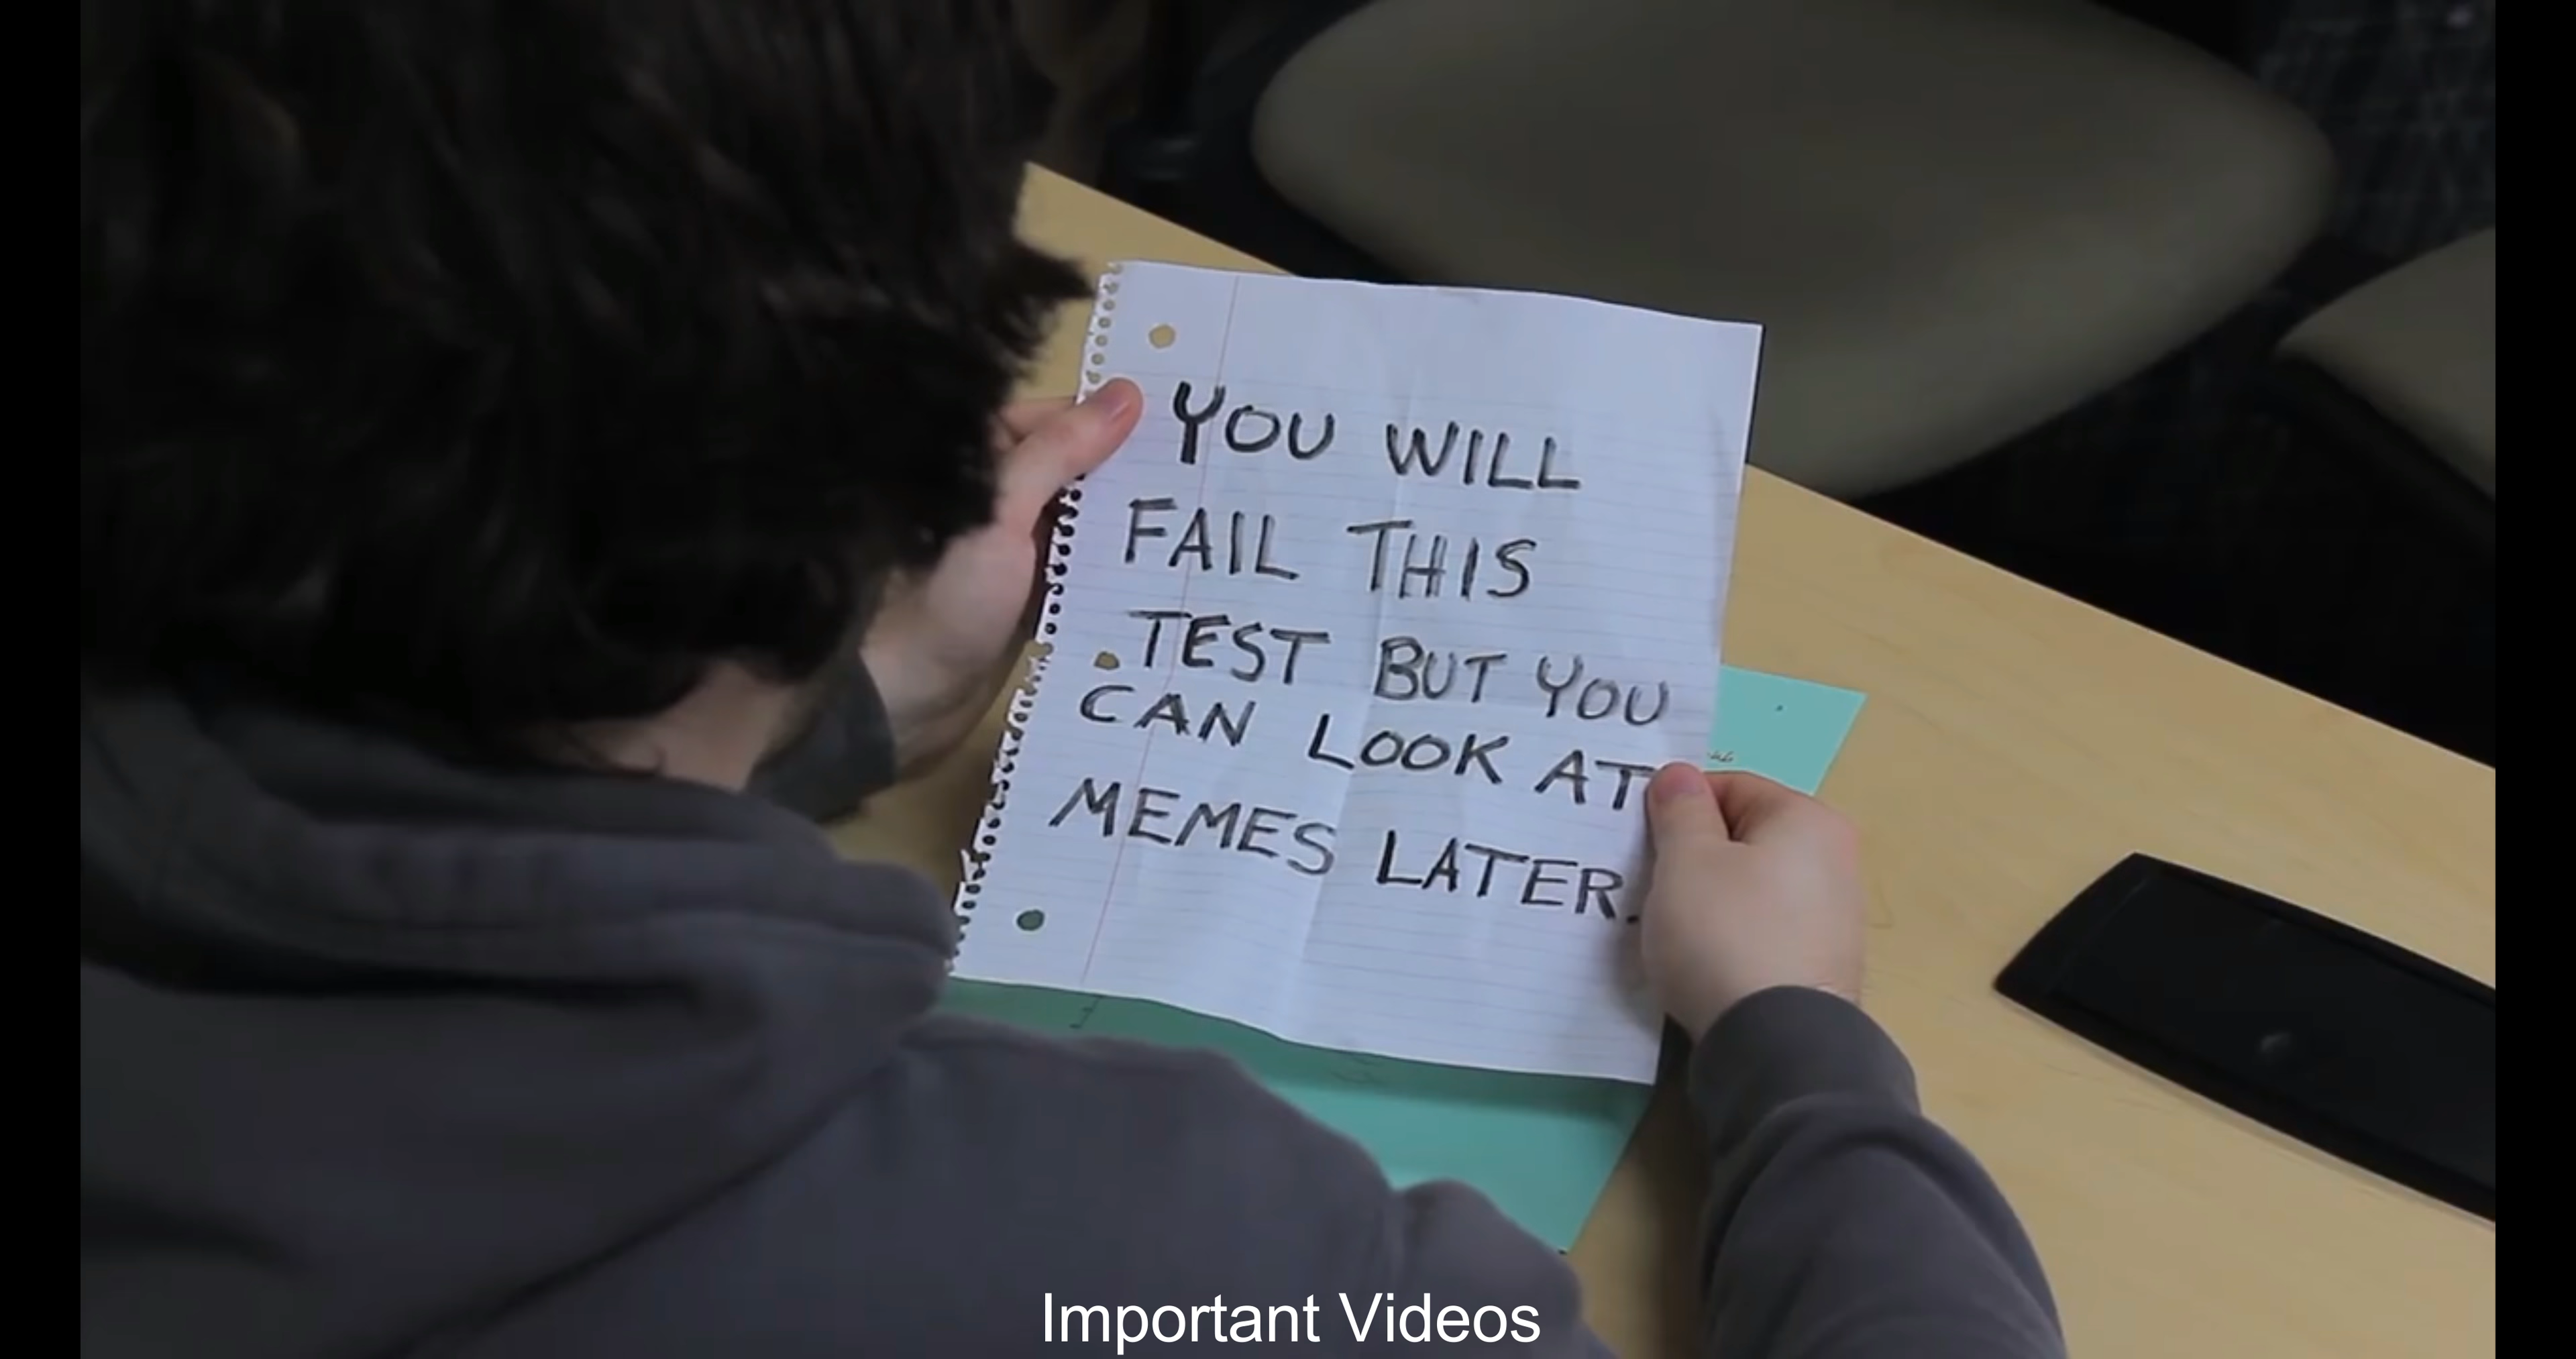 YOU WILL
FAIL THIS
TEST BUT YOU
CAN LOOK AT
MEMES LATER.
Important Videos